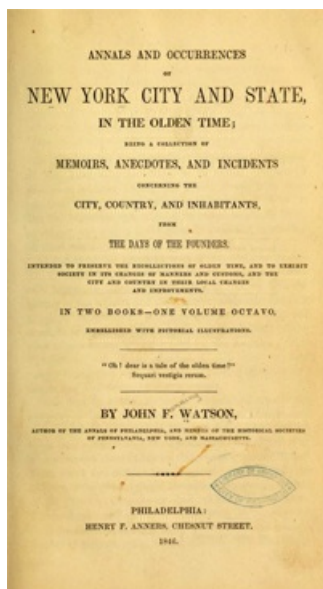 ANNALS AND OCCURRENCES
OF
NEW YORK CITY AND STATE,
IN THE OLDEN TIME;
BEING A COLLECTION OF
MEMOIRS, ANECDOTES, AND INCIDENTS
CONCERNING THE
CITY, COUNTRY, AND INHABITANTS,
FROM
THE DAYS OF THE FOUNDERS.
INTENDED TO PRESERVE THE RECOLLECTIONS OF OLDEN TIME, AND TO EXHIBIT
SOCIETY IN ITS CHANGES OF MANNERS AND CUSTOMS, AND THE
CITY AND COUNTRY IN THEIR LOCAL CHANGES
AND IMPROVEMENTS.
IN TWO BOOKS—ONE VOLUME OCTAVO,
EMBELLISHED WITH PICTORIAL ILLUSTRATIONS.
"Oh! dear is a tale of the olden time!"
Sequari vestigia rerum.
BY JOHN F. WATSON,
AUTHOR OF THE ANNALS OF PHILADELPHIA, AND MEMBER OF THE HISTORICAL SOCIETIES
OF PENNSYLVANIA, NEW YORK, AND MASSACHUSETTS.
PHILADELPHIA:
HENRY F. ANNERS, CHESNUT STREET,
1846.